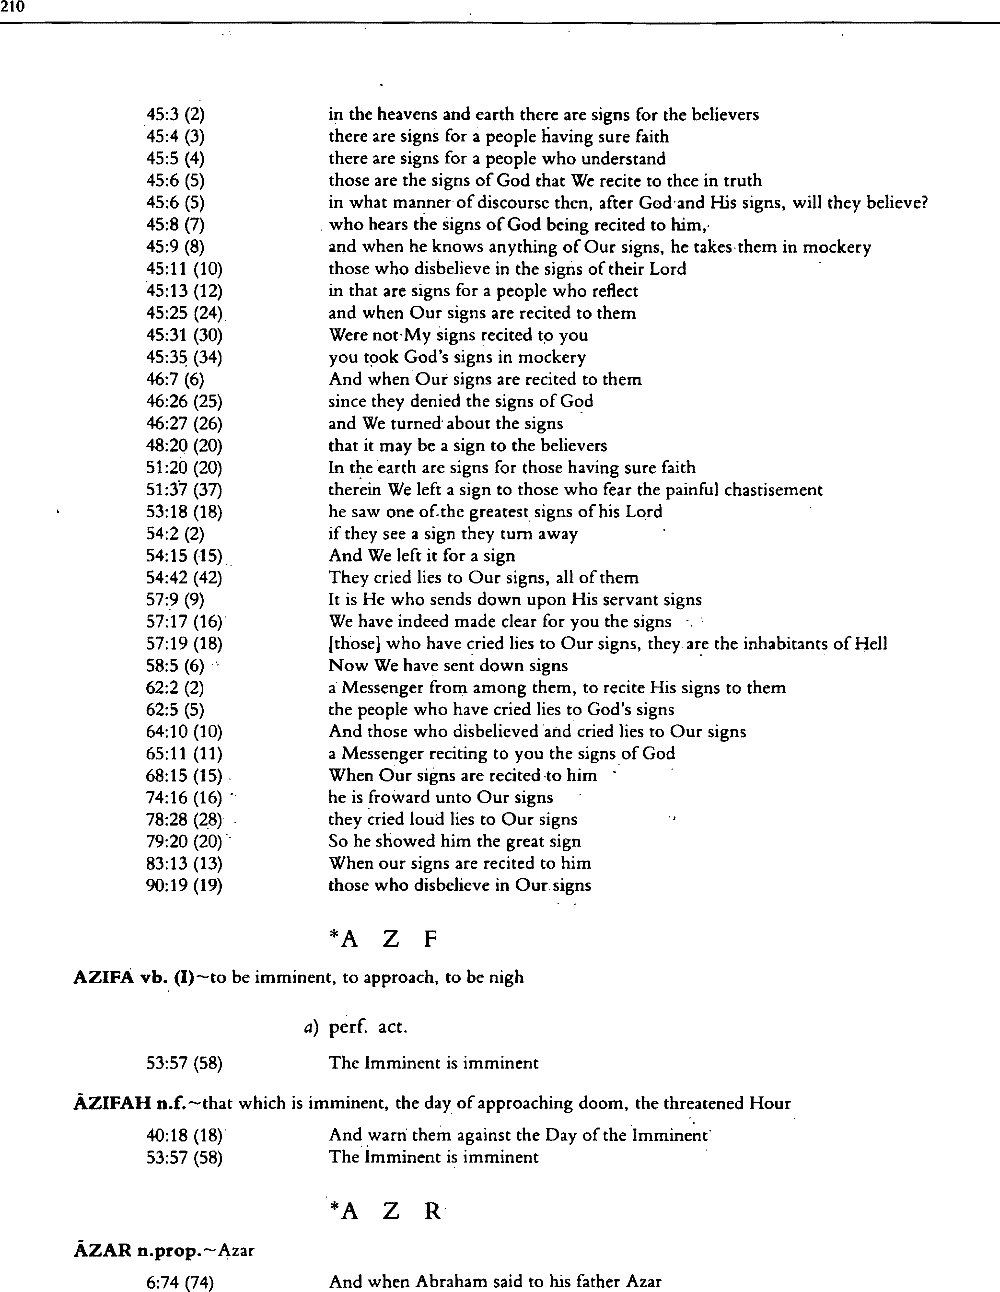 210
45:3 (2) in the heavens and earth there are signs for the believers
45:4 (3) there are signs for a people having sure faith
45:5 (4) there are signs for a people who understand
45:6 (5) those are the signs of God that We recite to thee in truth
45:6 (5) in what manner of discourse then, after God and His signs, will they believe?
45:8 (7) who hears the signs of God being recited to him,
45:9 (8) and when he knows anything of Our signs, he takes them in mockery
45:11 (10) those who disbelieve in the signs of their Lord
45:13 (12) in that are signs for a people who reflect
45:25 (24) and when Our signs are recited to them
45:31 (30) Were not My signs recited to you
45:35 (34) you took God's signs in mockery
46:7 (6) And when Our signs are recited to them
46:26 (25) since they denied the signs of God
46:27 (26) and We turned about the signs
48:20 (20) that it may be a sign to the believers
51:20 (20) In the earth are signs for those having sure faith
51:37 (37) therein We left a sign to those who fear the painful chastisement
53:18 (18) he saw one of the greatest signs of his Lord
54:2 (2) if they see a sign they turn away
54:15 (15) And We left it for a sign
54:42 (42) They cried lies to Our signs, all of them
57:9 (9) It is He who sends down upon His servant signs
57:17 (16) We have indeed made clear for you the signs
57:19 (18) [those] who have cried lies to Our signs, they are the inhabitants of Hell
58:5 (6) Now We have sent down signs
62:2 (2) a Messenger from among them, to recite His signs to them
62:5 (5) the people who have cried lies to God's signs
64:10 (10) And those who disbelieved and cried lies to Our signs
65:11 (11) a Messenger reciting to you the signs of God
68:15 (15) When Our signs are recited to him
74:16 (16) he is froward unto Our signs
78:28 (28) they cried loud lies to Our signs
79:20 (20) So he showed him the great sign
83:13 (13) When our signs are recited to him
90:19 (19) those who disbelieve in Our signs
*A Z F
AZIFA vb. (I)~to be imminent, to approach, to be nigh
a) perf. act.
53:57 (58) The Imminent is imminent
ĀZIFAH n.f.~that which is imminent, the day of approaching doom, the threatened Hour
40:18 (18) And warn them against the Day of the Imminent
53:57 (58) The Imminent is imminent
*A Z R
ĀZAR n.prop.~Azar
6:74 (74) And when Abraham said to his father Azar